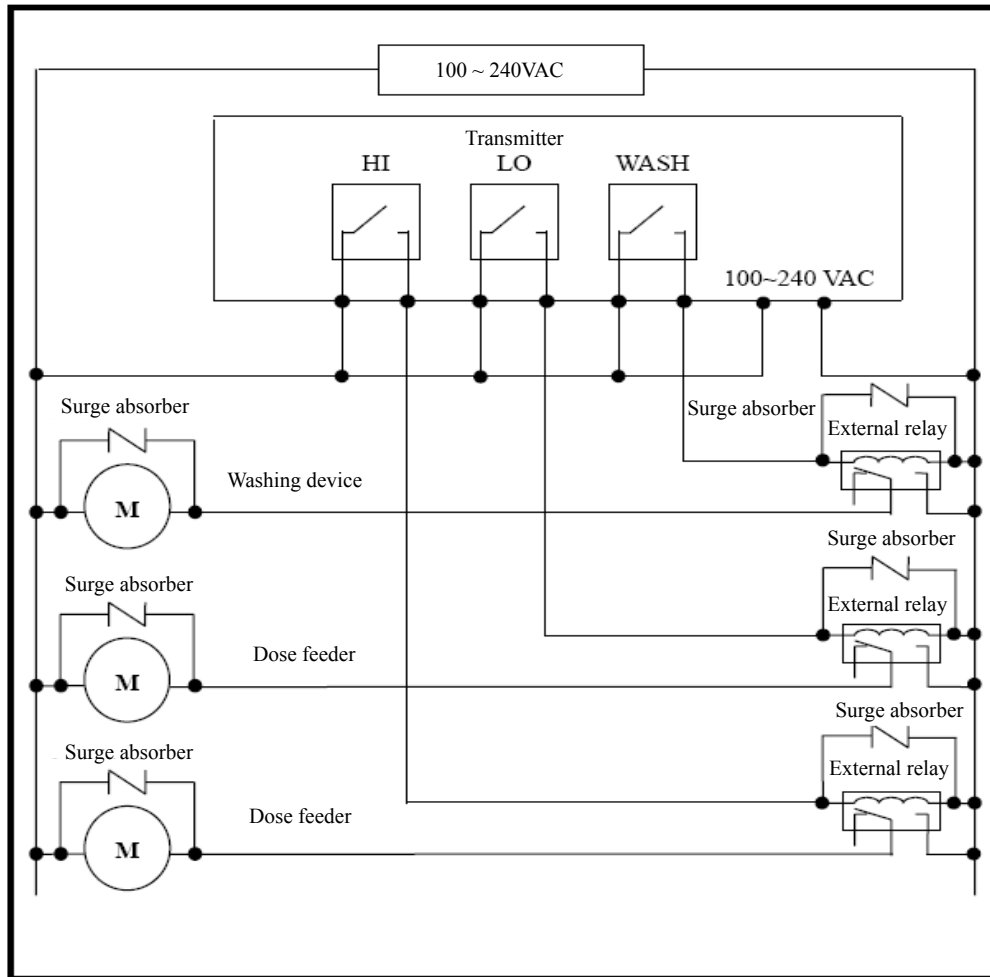 100 ~ 240VAC
Transmitter
HI LO WASH
100~240 VAC
Surge absorber
Surge absorber
External relay
Washing device
M
Surge absorber
Surge absorber
External relay
Dose feeder
M
Surge absorber
Surge absorber
External relay
Dose feeder
M